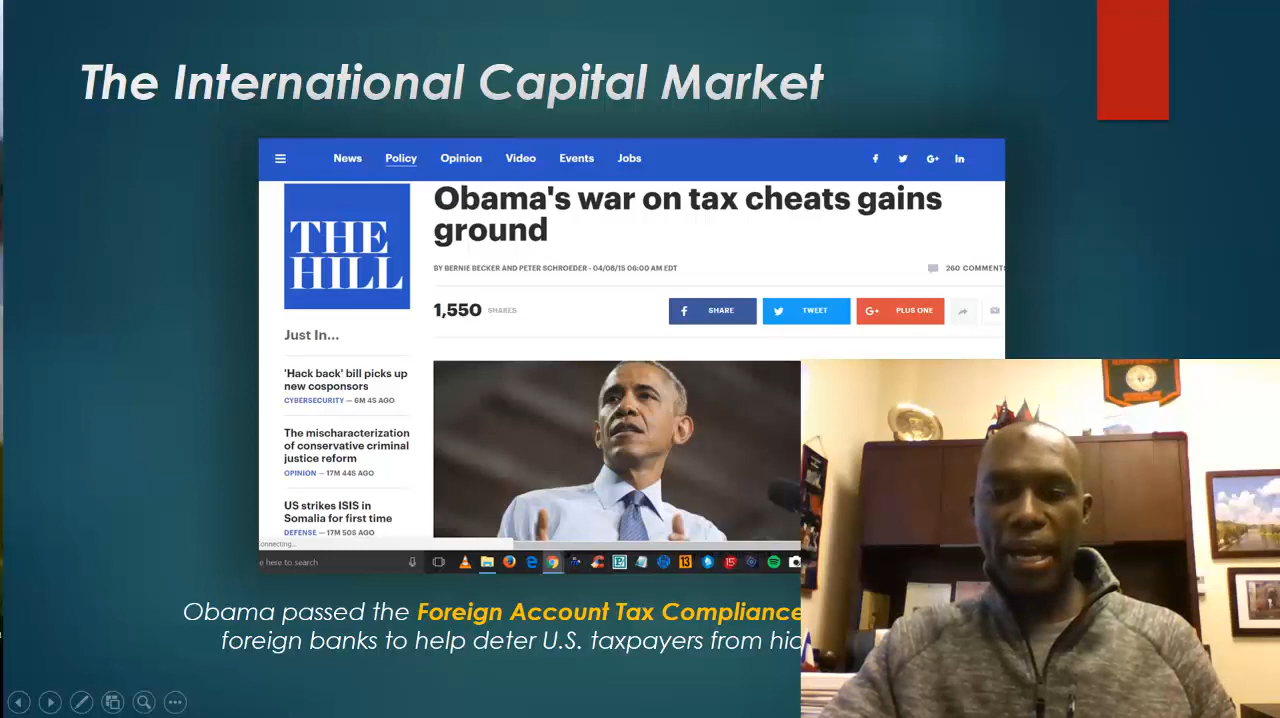 The International Capital Market
News Policy Opinion Video Events Jobs
THE
HILL
Obama's war on tax cheats gains
ground
BY BERNIE BECKER AND PETER SCHROEDER - 04/08/15 06:00 AM EDT
260 COMMENTS
1,550 SHARES
SHARE
TWEET
PLUS ONE
Just In...
'Hack back' bill picks up
new cosponsors
CYBERSECURITY — 6M 4S AGO
The mischaracterization
of conservative criminal
justice reform
OPINION — 17M 44S AGO
US strikes ISIS in
Somalia for first time
DEFENSE — 17M 50S AGO
Connecting...
e here to search
Obama passed the Foreign Account Tax Compliance
foreign banks to help deter U.S. taxpayers from hid